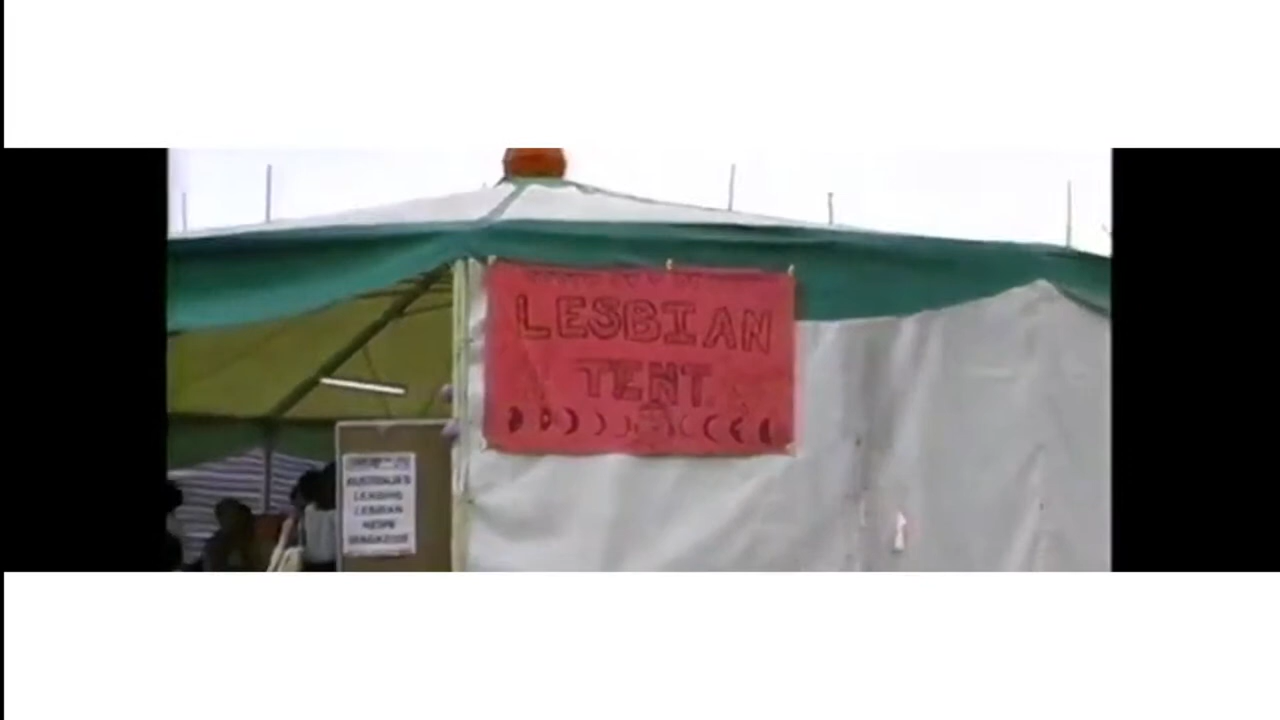 LESBIAN
TENT
AUSTRALIA'S
LEADING
LESBIAN
NEWS
MAGAZINE